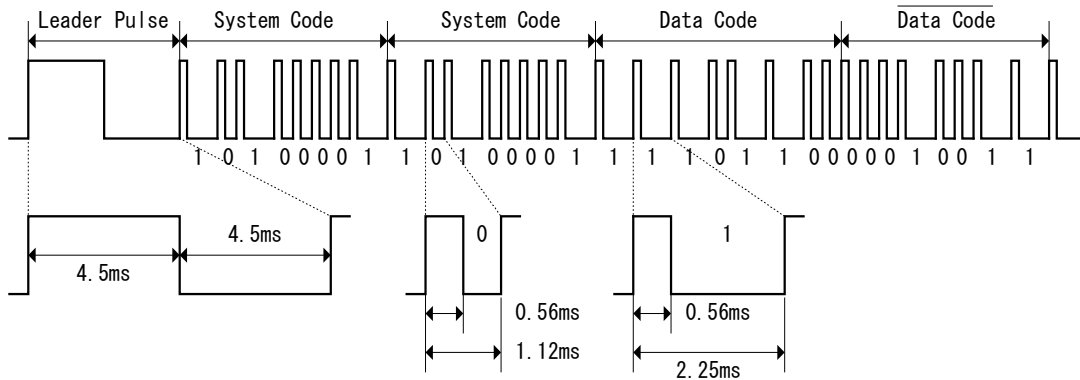 Leader Pulse System Code System Code Data Code Data Code
1 0 1 0 0 0 0 1 1 0 1 0 0 0 0 1 1 1 1 0 1 1 0 0 0 0 0 1 0 0 1 1
4.5ms 0 1
4.5ms
0.56ms 0.56ms
1.12ms
2.25ms